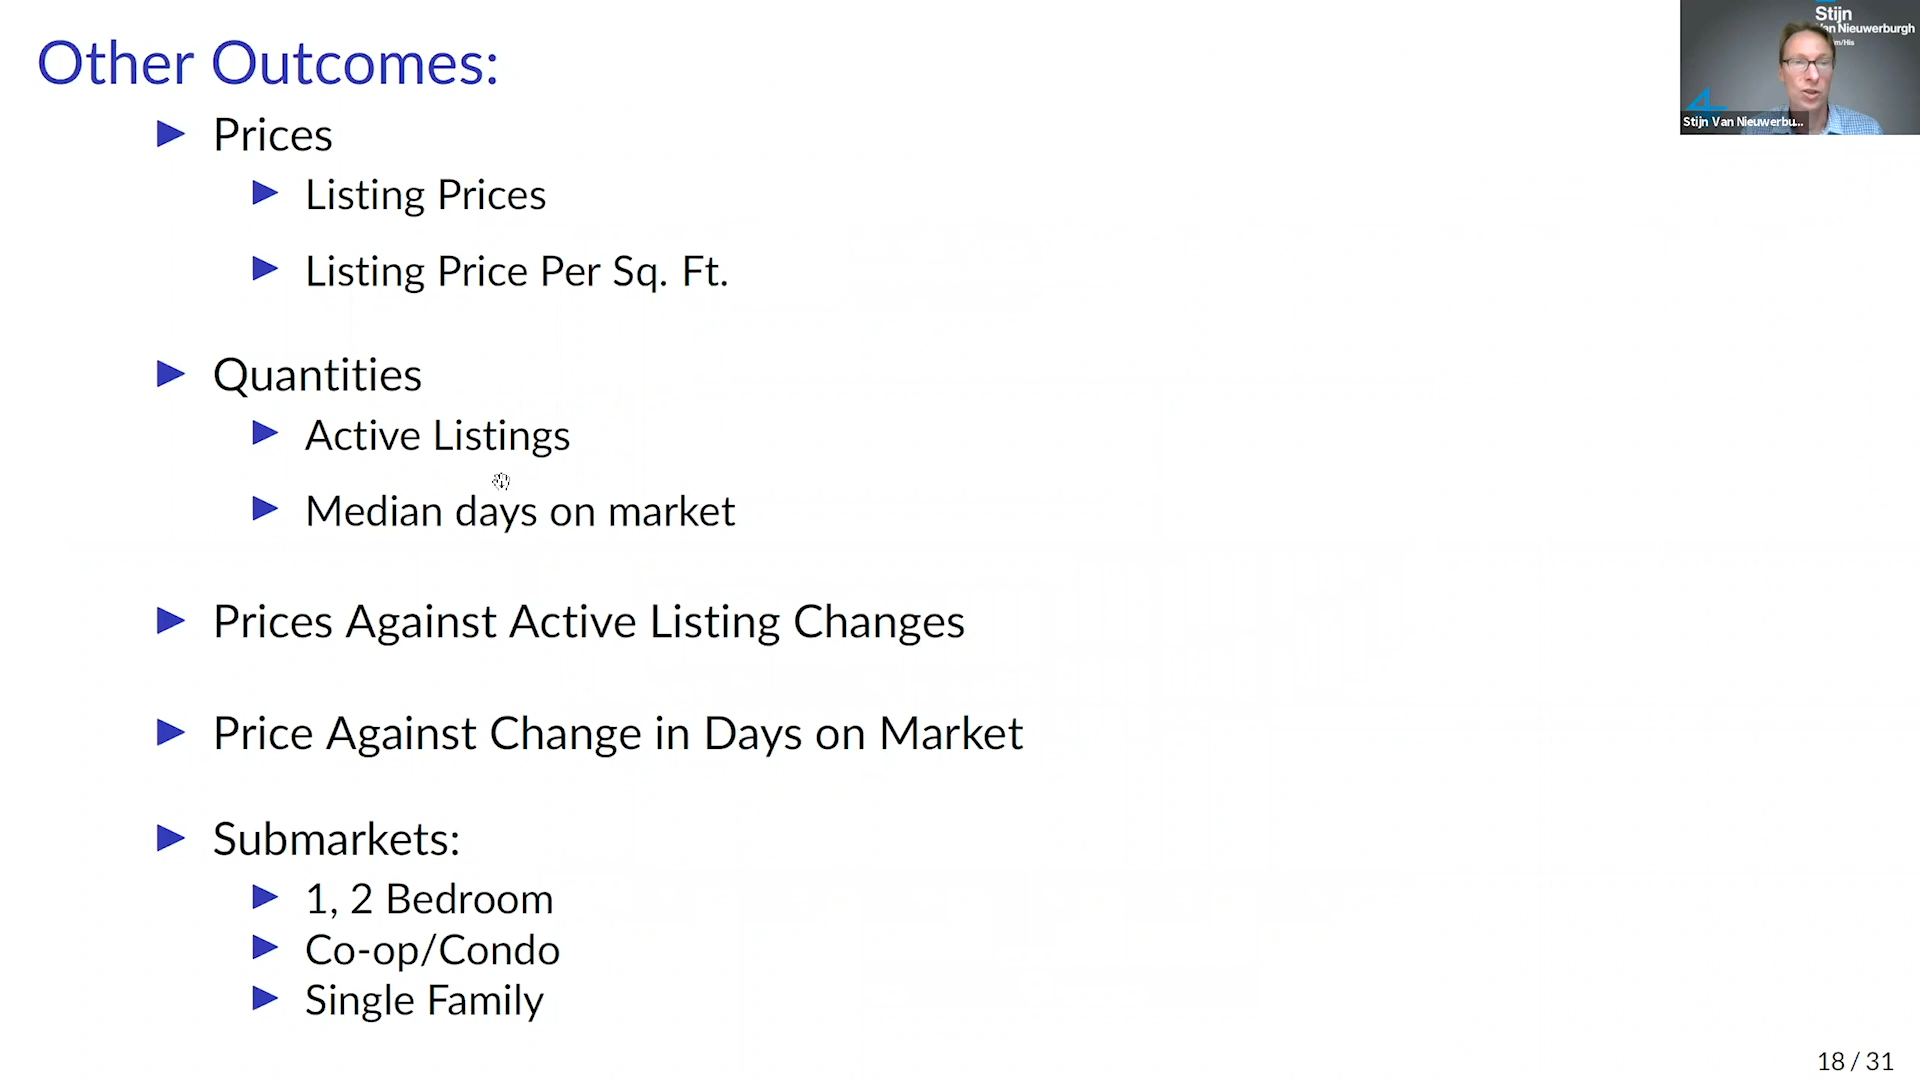 Other Outcomes:
Prices
Listing Prices
Listing Price Per Sq. Ft.
Quantities
Active Listings
Median days on market
Prices Against Active Listing Changes
Price Against Change in Days on Market
Submarkets:
1, 2 Bedroom
Co-op/Condo
Single Family
18 / 31
Stijn
Van Nieuwerburgh
m/His
Stijn Van Nieuwerbu...